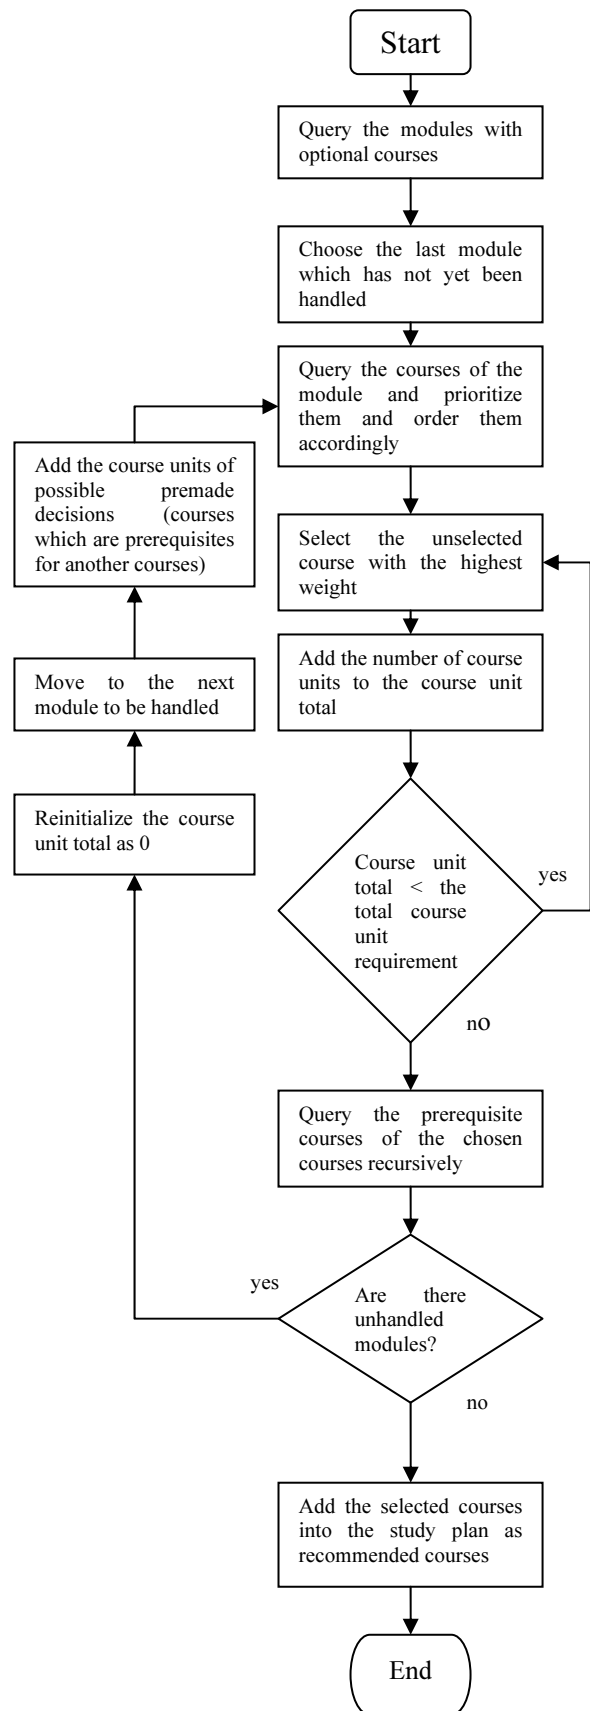 Start
Query the modules with
optional courses
Choose the last module
which has not yet been
handled
Query the courses of the
module and prioritize
them and order them
accordingly
Add the course units of
possible premade
decisions (courses
which are prerequisites
for another courses)
Select the unselected
course with the highest
weight
Add the number of course
units to the course unit
total
Move to the next
module to be handled
Reinitialize the course
unit total as 0
Course unit
total < the
total course
unit
requirement
yes
no
Query the prerequisite
courses of the chosen
courses recursively
yes
Are there
unhandled
modules?
no
Add the selected courses
into the study plan as
recommended courses
End